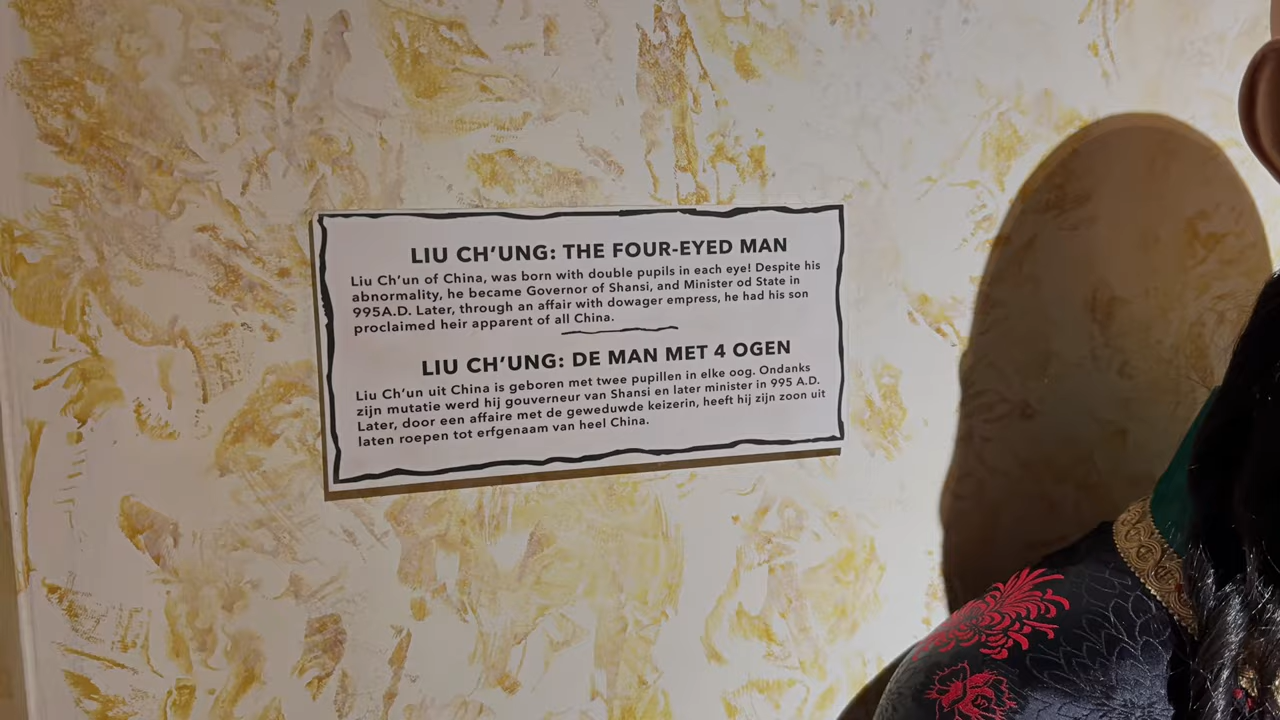 LIU CH'UNG: THE FOUR-EYED MAN
Liu Ch'un of China, was born with double pupils in each eye! Despite his
abnormality, he became Governor of Shansi, and Minister od State in
995A.D. Later, through an affair with dowager empress, he had his son
proclaimed heir apparent of all China.
LIU CH'UNG: DE MAN MET 4 OGEN
Liu Ch'un uit China is geboren met twee pupillen in elke oog. Ondanks
zijn mutatie werd hij gouverneur van Shansi en later minister in 995 A.D.
Later, door een affaire met de geweduwde keizerin, heeft hij zijn zoon uit
laten roepen tot erfgenaam van heel China.